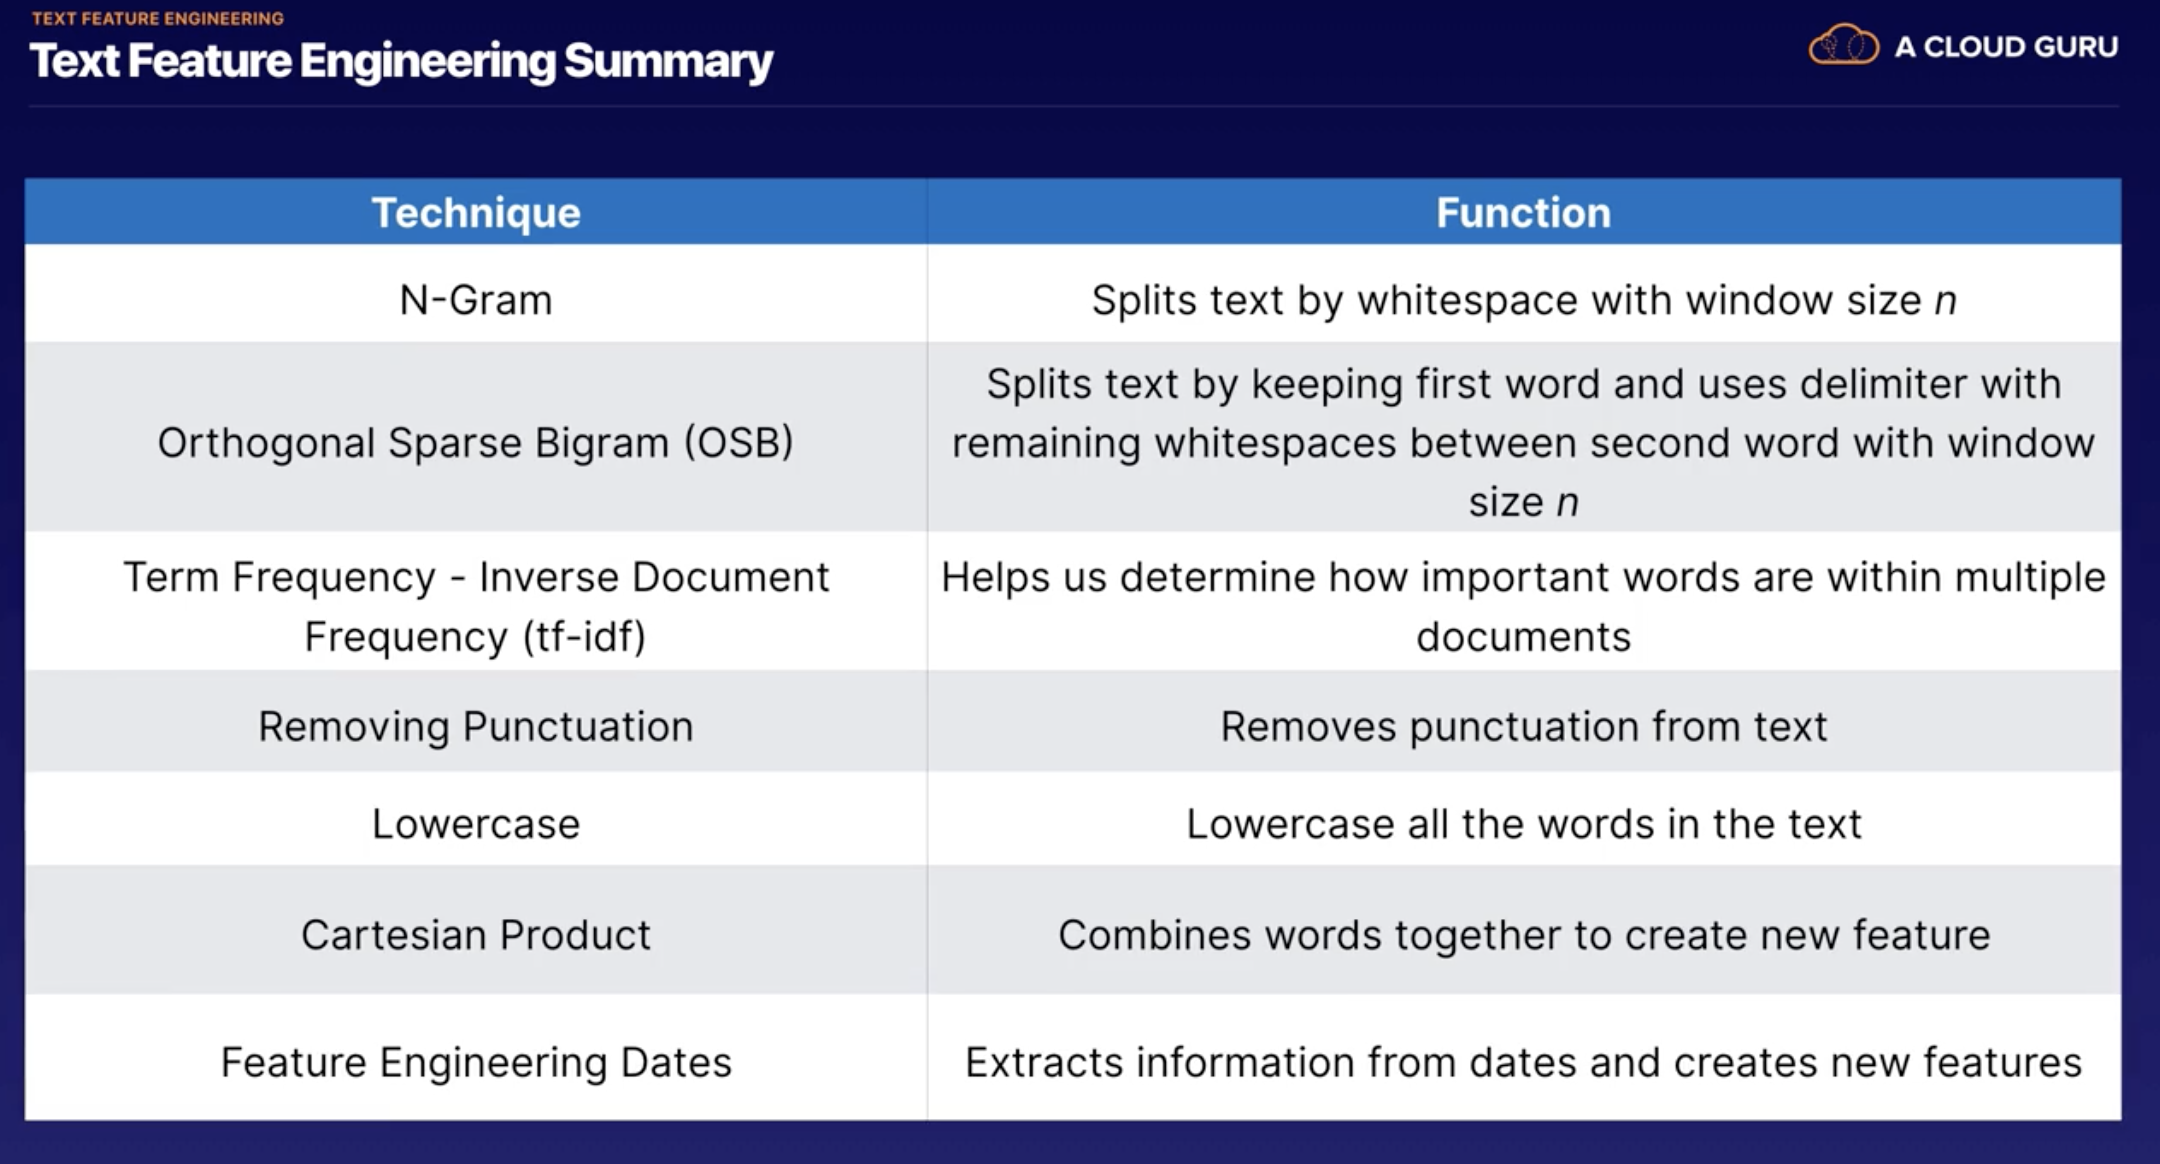 TEXT FEATURE ENGINEERING
Text Feature Engineering Summary
A CLOUD GURU
Technique
Function
N-Gram
Splits text by whitespace with window size n
Orthogonal Sparse Bigram (OSB)
Splits text by keeping first word and uses delimiter with
remaining whitespaces between second word with window
size n
Term Frequency - Inverse Document
Frequency (tf-idf)
Helps us determine how important words are within multiple
documents
Removing Punctuation
Removes punctuation from text
Lowercase
Lowercase all the words in the text
Cartesian Product
Combines words together to create new feature
Feature Engineering Dates
Extracts information from dates and creates new features